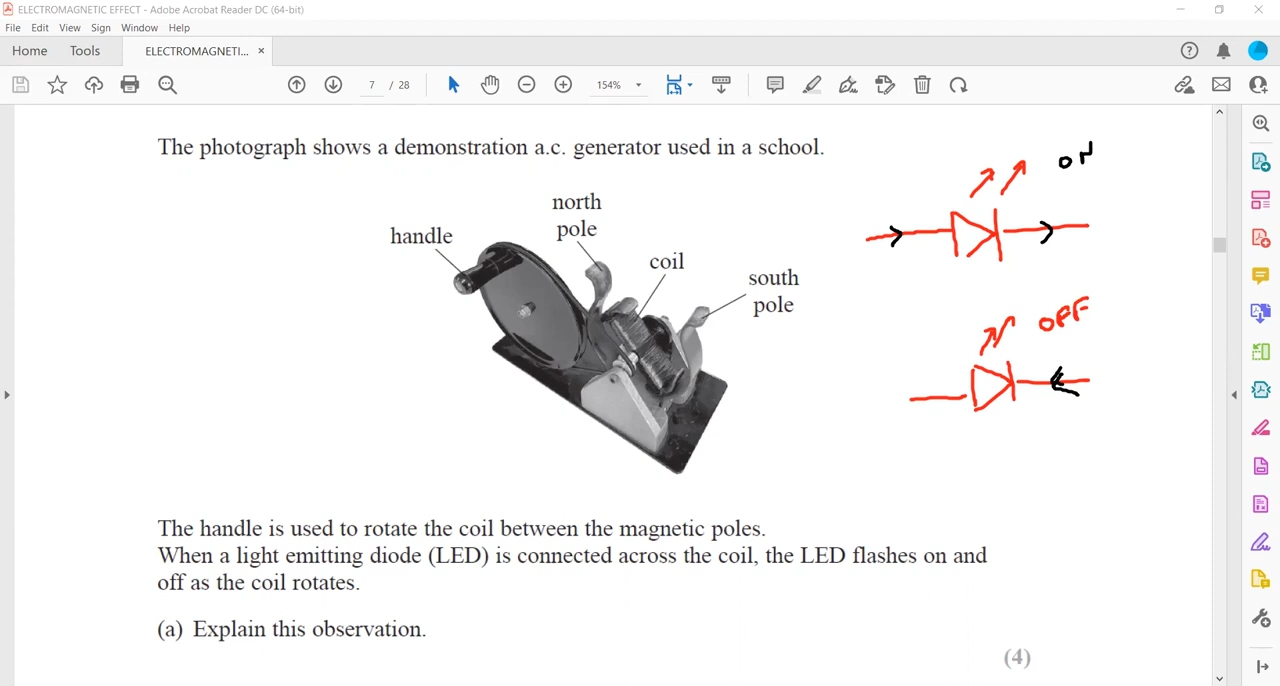 ELECTROMAGNETIC EFFECT - Adobe Acrobat Reader DC (64-bit)
File Edit View Sign Window Help
Home Tools ELECTROMAGNETI... ×
7 / 28 154%
The photograph shows a demonstration a.c. generator used in a school.
ON
north
pole
handle
coil
south
pole
OFF
The handle is used to rotate the coil between the magnetic poles.
When a light emitting diode (LED) is connected across the coil, the LED flashes on and
off as the coil rotates.
(a) Explain this observation.
(4)